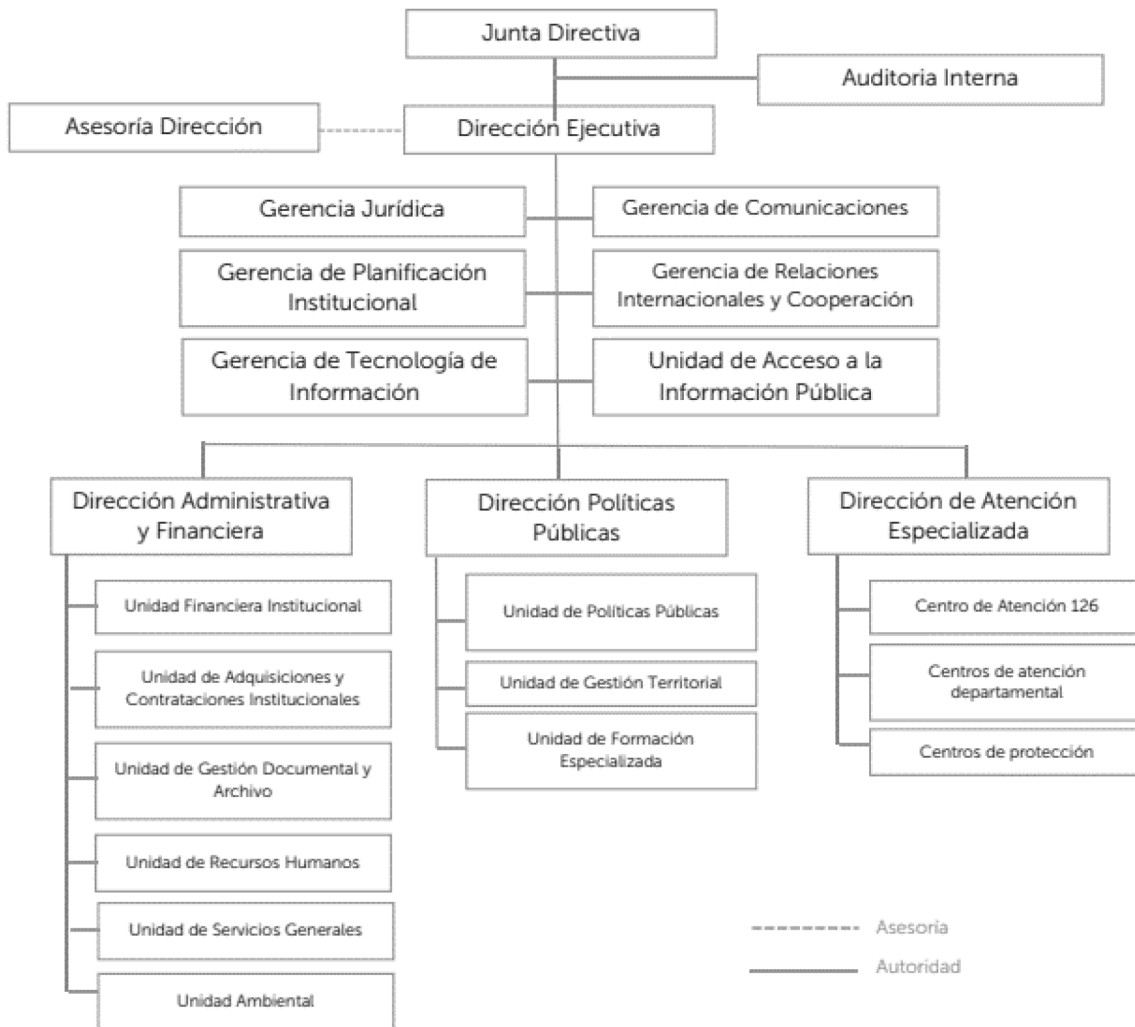 Junta Directiva
Auditoria Interna
Asesoría Dirección
Dirección Ejecutiva
Gerencia Jurídica
Gerencia de Comunicaciones
Gerencia de Planificación
Institucional
Gerencia de Relaciones
Internacionales y Cooperación
Gerencia de Tecnología de
Información
Unidad de Acceso a la
Información Pública
Dirección Administrativa
y Financiera
Unidad Financiera Institucional
Unidad de Adquisiciones y
Contrataciones Institucionales
Unidad de Gestión Documental y
Archivo
Unidad de Recursos Humanos
Unidad de Servicios Generales
Unidad Ambiental
Dirección Políticas
Públicas
Unidad de Políticas Públicas
Unidad de Gestión Territorial
Unidad de Formación
Especializada
Dirección de Atención
Especializada
Centro de Atención 126
Centros de atención
departamental
Centros de protección
Asesoría
Autoridad